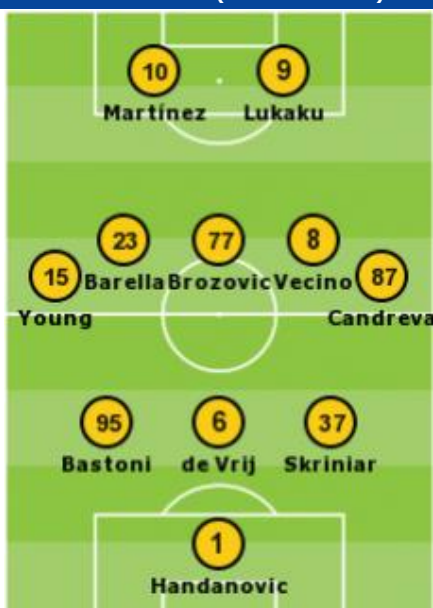 10 9
Martínez Lukaku
23 77 8
15 Barella Brozovic Vecino 87
Young Candreva
95 6 37
Bastoni de Vrij Skriniar
1
Handanovic